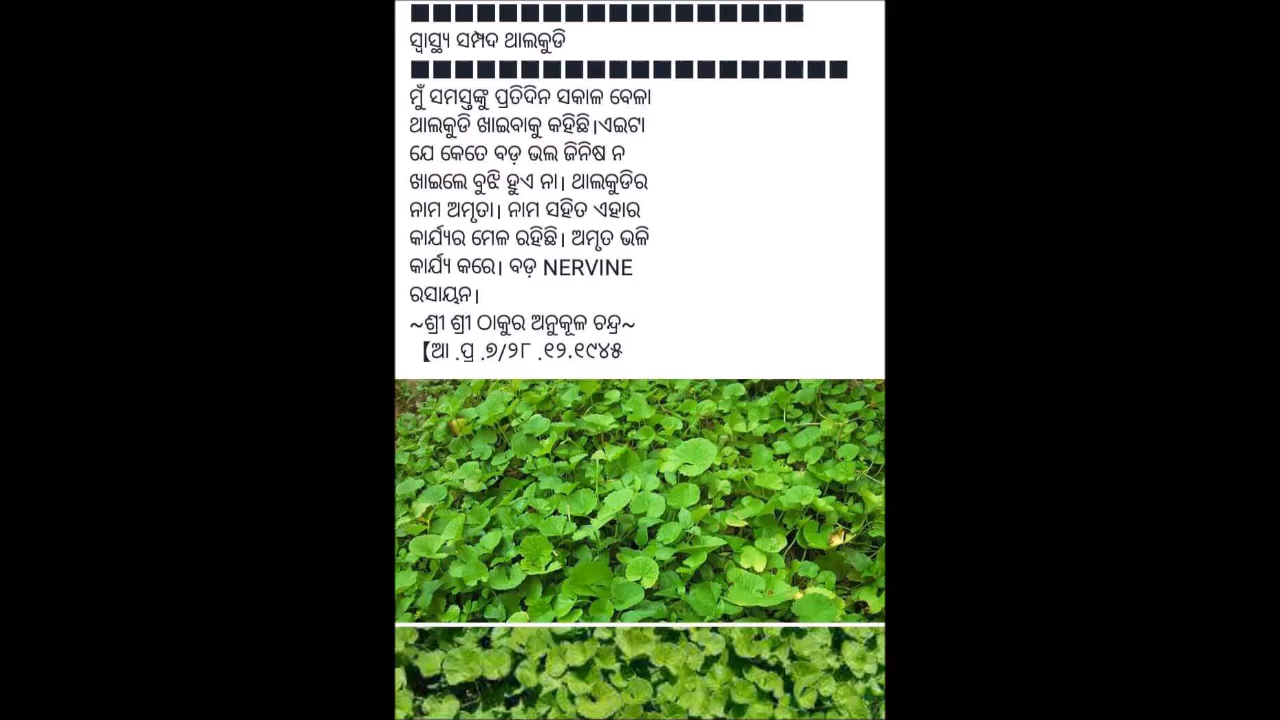 ■■■■■■■■■■■■■■■■■■
ସ୍ୱାସ୍ଥ୍ୟ ସମ୍ପଦ ଥାଲକୁଡି
■■■■■■■■■■■■■■■■■■■■
ମୁଁ ସମସ୍ତଙ୍କୁ ପ୍ରତିଦିନ ସକାଳ ବେଳା
ଥାଲକୁଡି ଖାଇବାକୁ କହିଛି।ଏଇଟା
ଯେ କେତେ ବଡ଼ ଭଲ ଜିନିଷ ନ
ଖାଇଲେ ବୁଝି ହୁଏ ନା। ଥାଲକୁଡିର
ନାମ ଅମୃତା। ନାମ ସହିତ ଏହାର
କାର୍ଯ୍ୟର ମେଳ ରହିଛି। ଅମୃତ ଭଳି
କାର୍ଯ୍ୟ କରେ। ବଡ଼ NERVINE
ରସାୟନ।
~ଶ୍ରୀ ଶ୍ରୀ ଠାକୁର ଅନୁକୂଳ ଚନ୍ଦ୍ର~
【ଆ .ପ୍ର .୭/୨୮ .୧୨.୧୯୪୫